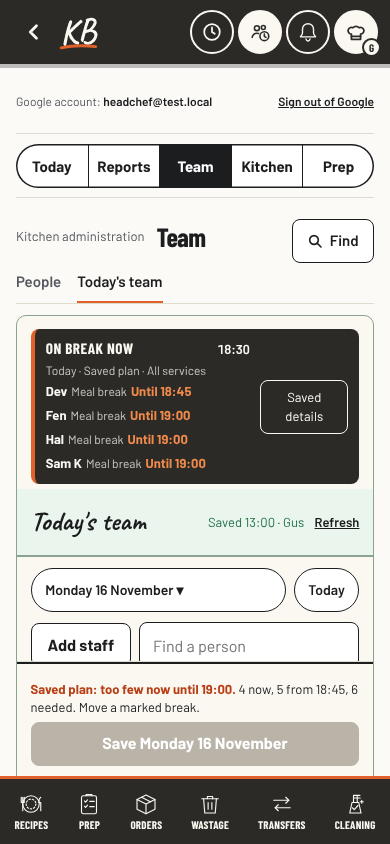 KB
G
Google account: headchef@test.local
Sign out of Google
Today
Reports
Team
Kitchen
Prep
Kitchen administration
Team
Find
People
Today's team
ON BREAK NOW
18:30
Today · Saved plan · All services
Dev Meal break Until 18:45
Fen Meal break Until 19:00
Hal Meal break Until 19:00
Sam K Meal break Until 19:00
Saved
details
Today's team
Saved 13:00 · Gus
Refresh
Monday 16 November ▾
Today
Add staff
Find a person
Saved plan: too few now until 19:00. 4 now, 5 from 18:45, 6
needed. Move a marked break.
Save Monday 16 November
RECIPES
PREP
ORDERS
WASTAGE
TRANSFERS
CLEANING